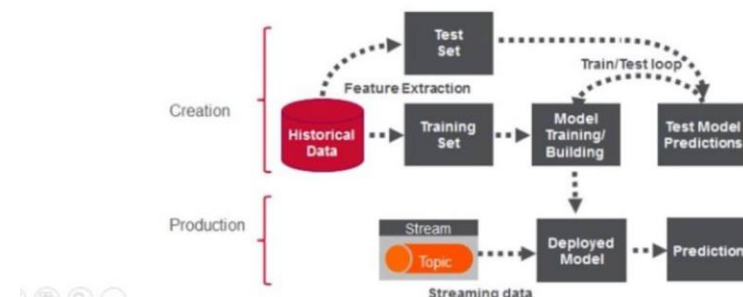 Test
Set
Train/Test loop
Feature Extraction
Creation
Historical
Data
Training
Set
Model
Training/
Building
Test Model
Predictions
Production
Stream
Topic
Deployed
Model
Prediction
Streaming data